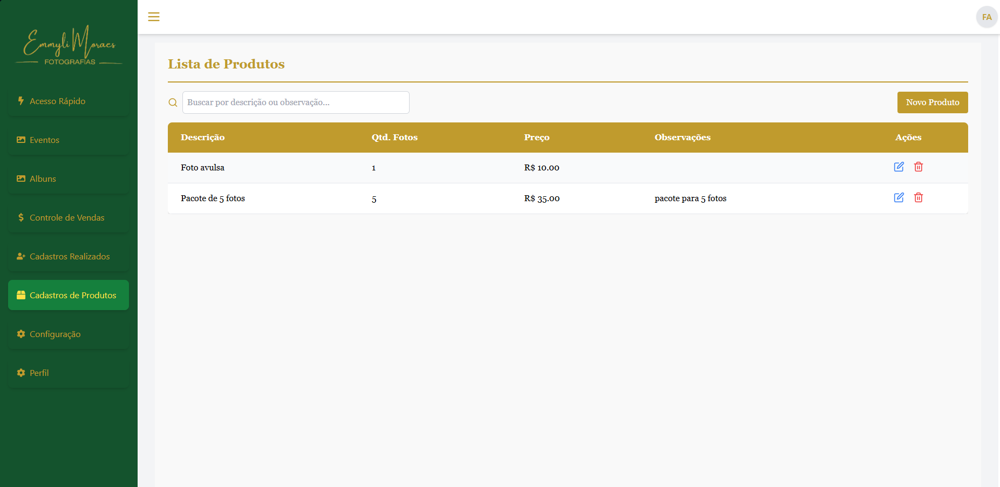 Emmyli Moraes
FOTOGRAFIAS
Acesso Rápido
Eventos
Albuns
Controle de Vendas
Cadastros Realizados
Cadastros de Produtos
Configuração
Perfil
FA
Lista de Produtos
Buscar por descrição ou observação...
Novo Produto
Descrição Qtd. Fotos Preço Observações Ações
Foto avulsa 1 R$ 10.00
Pacote de 5 fotos 5 R$ 35.00 pacote para 5 fotos